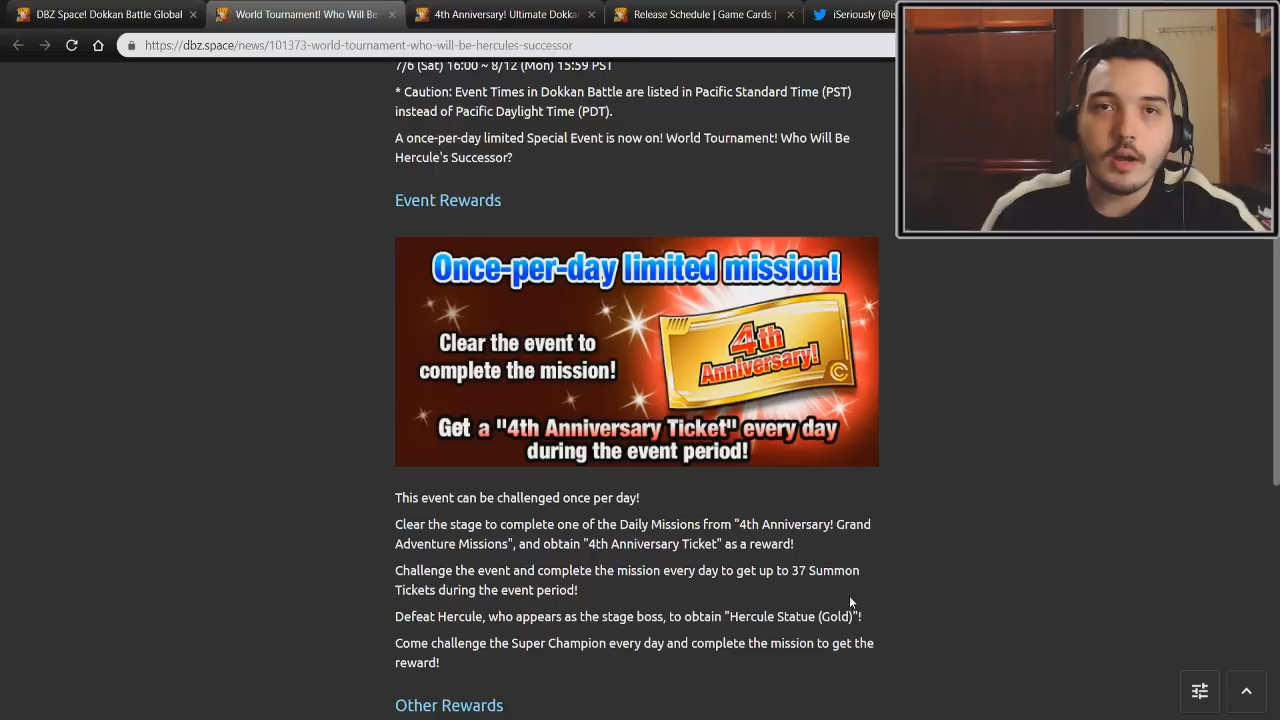 DBZ Space! Dokkan Battle Global
World Tournament! Who Will Be
4th Anniversary! Ultimate Dokka
Release Schedule | Game Cards |
iSeriously (@is
https://dbz.space/news/101373-world-tournament-who-will-be-hercules-successor
7/6 (Sat) 16:00 ~ 8/12 (Mon) 15:59 PST
* Caution: Event Times in Dokkan Battle are listed in Pacific Standard Time (PST)
instead of Pacific Daylight Time (PDT).
A once-per-day limited Special Event is now on! World Tournament! Who Will Be
Hercule's Successor?
Event Rewards
Once-per-day limited mission!
Clear the event to
complete the mission!
4th
Anniversary!
C
Get a "4th Anniversary Ticket" every day
during the event period!
This event can be challenged once per day!
Clear the stage to complete one of the Daily Missions from "4th Anniversary! Grand
Adventure Missions", and obtain "4th Anniversary Ticket" as a reward!
Challenge the event and complete the mission every day to get up to 37 Summon
Tickets during the event period!
Defeat Hercule, who appears as the stage boss, to obtain "Hercule Statue (Gold)"!
Come challenge the Super Champion every day and complete the mission to get the
reward!
Other Rewards